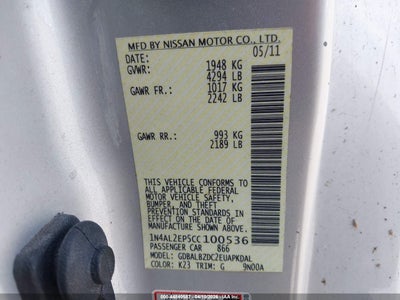 MFD BY NISSAN MOTOR CO., LTD.
DATE: 05/11
GVWR: 1948 KG
4294 LB
GAWR FR.: 1017 KG
2242 LB
GAWR RR.: 993 KG
2189 LB
THIS VEHICLE CONFORMS TO ALL
APPLICABLE FEDERAL
MOTOR VEHICLE SAFETY,
BUMPER, AND THEFT
PREVENTION STANDARDS IN EFFECT
ON THE DATE OF
MANUFACTURE SHOWN ABOVE.
1N4AL2EP5CC100536
PASSENGER CAR 866
MODEL: GDBALBZDC2EUAPKDAL
COLOR: K23 TRIM: G 9N00A